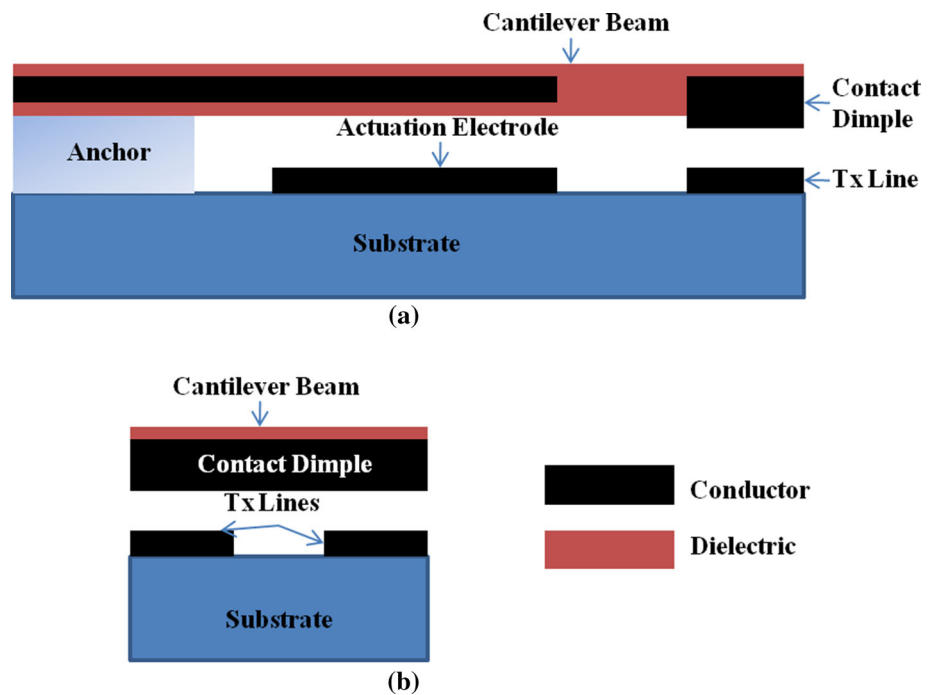 Cantilever Beam
Contact
Dimple
Actuation Electrode
Anchor
Tx Line
Substrate
(a)
Cantilever Beam
Contact Dimple
Tx Lines
Conductor
Dielectric
Substrate
(b)